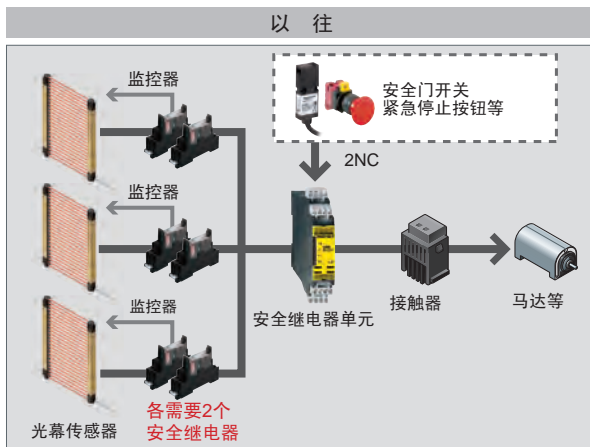 以往
监控器
安全门开关
紧急停止按钮等
2NC
监控器
监控器
安全继电器单元
接触器
马达等
光幕传感器
各需要2个
安全继电器